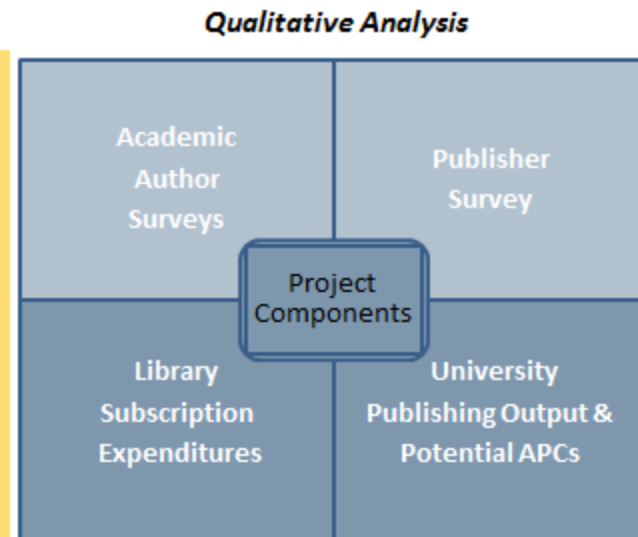 Qualitative Analysis
Academic
Author
Surveys
Publisher
Survey
Project
Components
Library
Subscription
Expenditures
University
Publishing Output &
Potential APCs